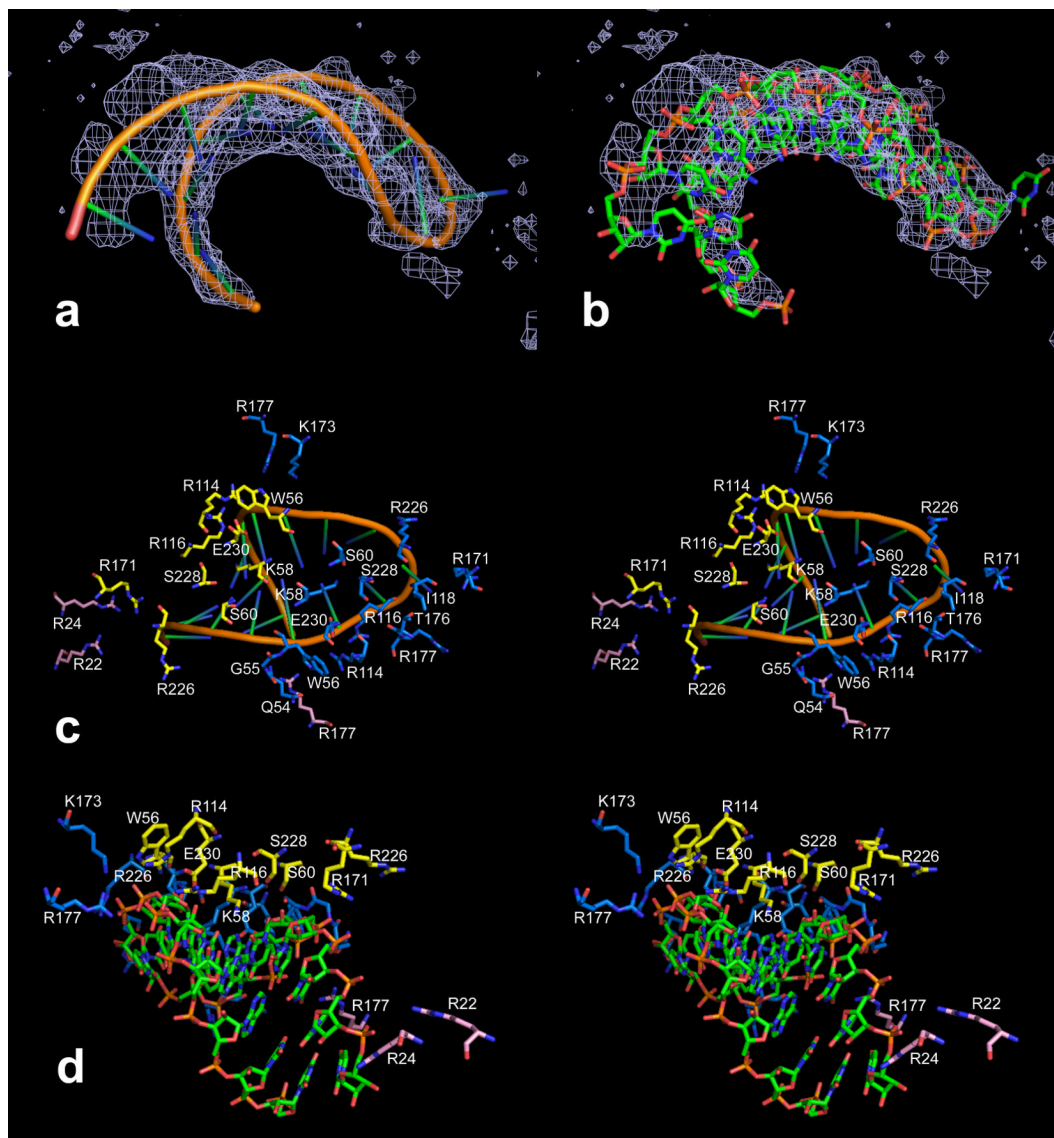 a
b
R177
K173
R114
W56
R226
R116
E230
S60
R171
R171
S228
K58
S228
K58
I118
R24
S60
E230
R116
T176
R22
R177
R226
G55
W56
R114
Q54
R177
c
R177
K173
R114
W56
R226
R116
E230
S60
R171
R171
S228
K58
S228
K58
I118
R24
S60
E230
R116
T176
R22
R177
R226
G55
W56
R114
Q54
R177
K173
R114
W56
S228
E230
R226
R226
R116
S60
R171
R177
K58
R177
R22
R24
d
K173
R114
W56
S228
E230
R226
R226
R116
S60
R171
R177
K58
R177
R22
R24